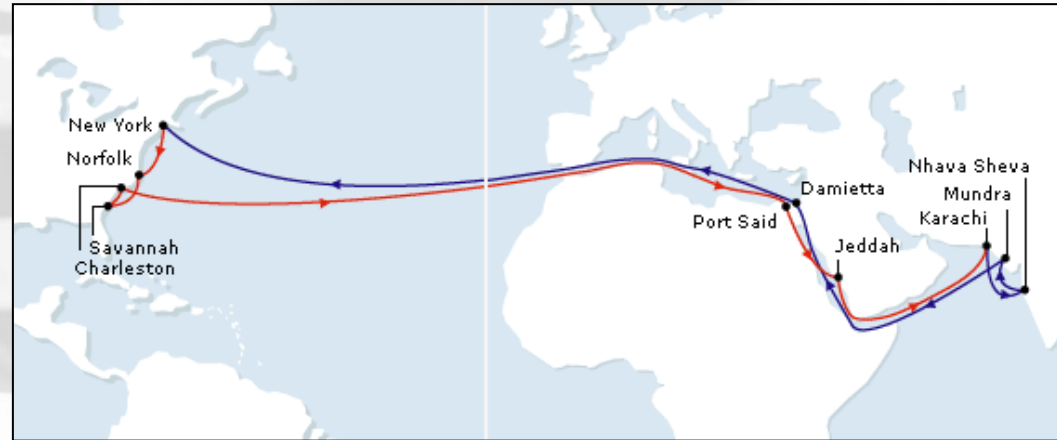 New York
Norfolk
Savannah
Charleston
Nhava Sheva
Mundra
Karachi
Damietta
Port Said
Jeddah